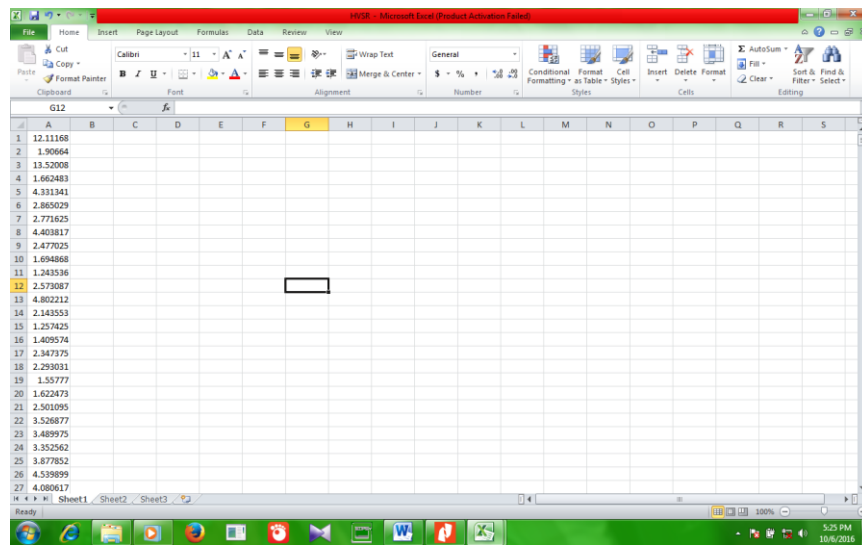 HVSR - Microsoft Excel (Product Activation Failed)
File Home Insert Page Layout Formulas Data Review View
Paste
Cut
Copy
Format Painter
Clipboard
Calibri 11 A A
B I U A
Font
Wrap Text
Merge & Center
Alignment
General
$ % , .00
Number
Conditional Formatting
Format as Table
Cell Styles
Styles
Insert Delete Format
Cells
Σ AutoSum
Fill
Clear
Sort & Filter
Find & Select
Editing
G12 fx
A B C D E F G H I J K L M N O P Q R S
1 12.11168
2 1.90664
3 13.52008
4 1.662483
5 4.331341
6 2.865029
7 2.771625
8 4.403817
9 2.477025
10 1.694868
11 1.243536
12 2.573087
13 4.802212
14 2.143553
15 1.257425
16 1.409574
17 2.347375
18 2.293031
19 1.55777
20 1.622473
21 2.501095
22 3.526877
23 3.489975
24 3.352562
25 3.877852
26 4.539899
27 4.080617
Sheet1 Sheet2 Sheet3
Ready 100%
5:25 PM
10/6/2016